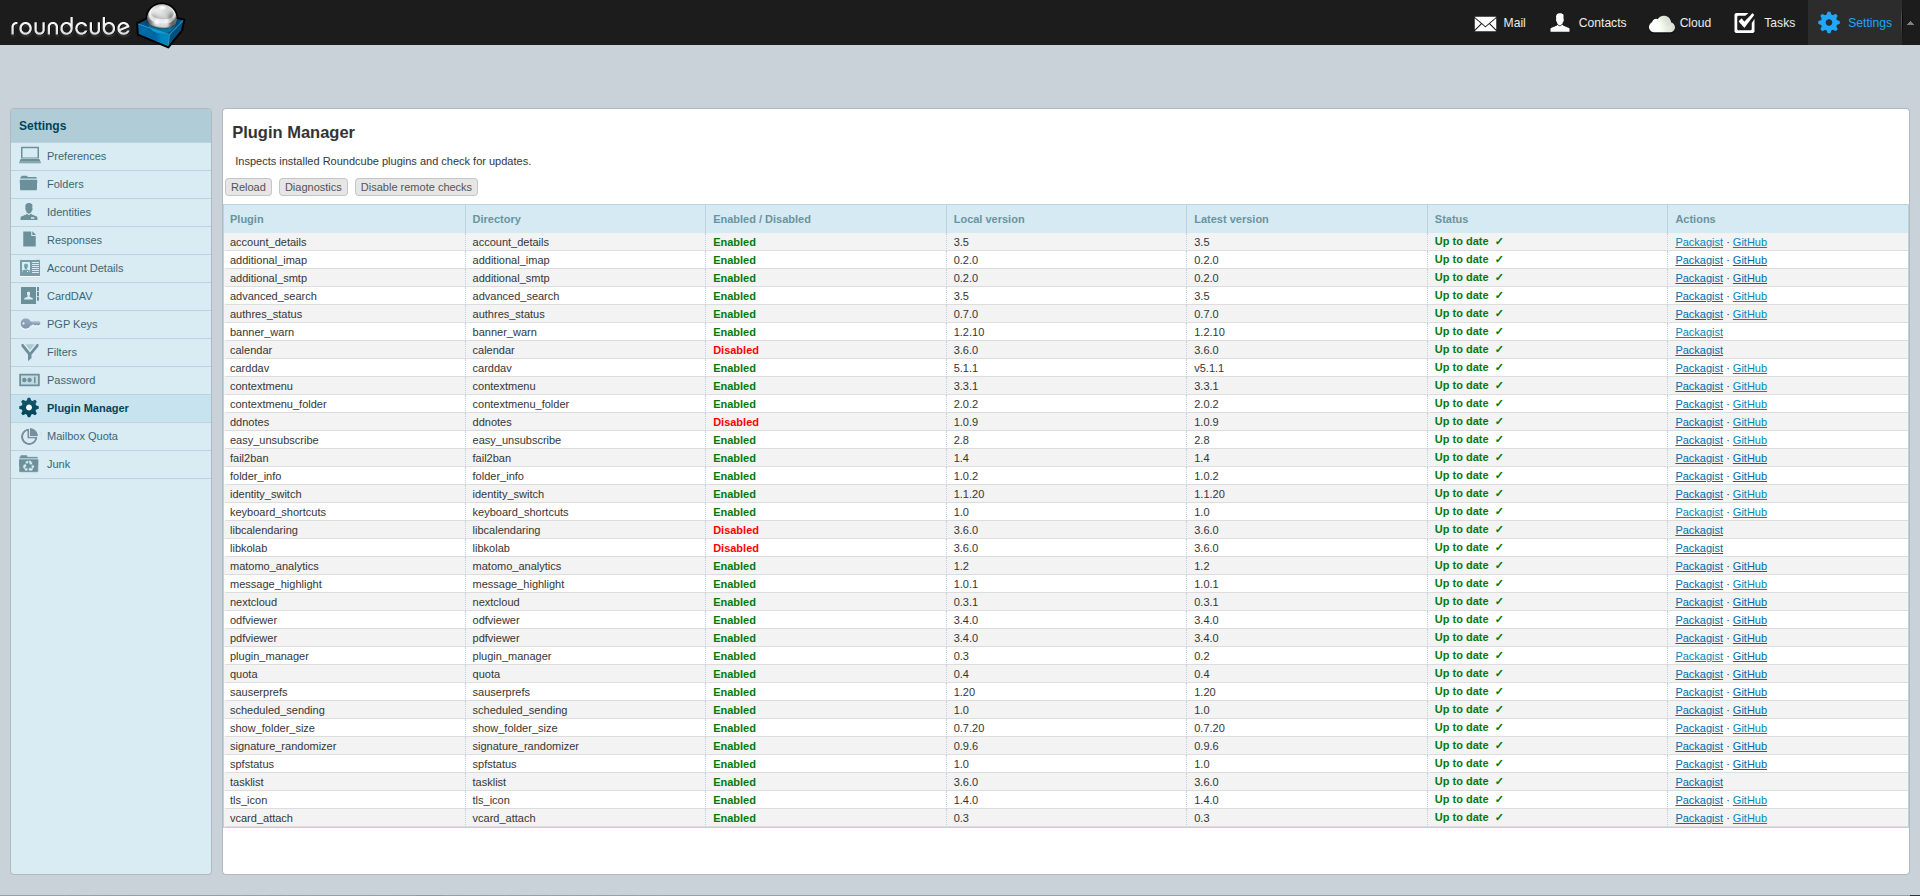 roundcube
Mail Contacts Cloud Tasks Settings
Settings
Preferences
Folders
Identities
Responses
Account Details
CardDAV
PGP Keys
Filters
Password
Plugin Manager
Mailbox Quota
Junk
Plugin Manager
Inspects installed Roundcube plugins and check for updates.
Reload Diagnostics Disable remote checks
Plugin Directory Enabled / Disabled Local version Latest version Status Actions
account_details account_details Enabled 3.5 3.5 Up to date ✓ Packagist · GitHub
additional_imap additional_imap Enabled 0.2.0 0.2.0 Up to date ✓ Packagist · GitHub
additional_smtp additional_smtp Enabled 0.2.0 0.2.0 Up to date ✓ Packagist · GitHub
advanced_search advanced_search Enabled 3.5 3.5 Up to date ✓ Packagist · GitHub
authres_status authres_status Enabled 0.7.0 0.7.0 Up to date ✓ Packagist · GitHub
banner_warn banner_warn Enabled 1.2.10 1.2.10 Up to date ✓ Packagist
calendar calendar Disabled 3.6.0 3.6.0 Up to date ✓ Packagist
carddav carddav Enabled 5.1.1 v5.1.1 Up to date ✓ Packagist · GitHub
contextmenu contextmenu Enabled 3.3.1 3.3.1 Up to date ✓ Packagist · GitHub
contextmenu_folder contextmenu_folder Enabled 2.0.2 2.0.2 Up to date ✓ Packagist · GitHub
ddnotes ddnotes Disabled 1.0.9 1.0.9 Up to date ✓ Packagist · GitHub
easy_unsubscribe easy_unsubscribe Enabled 2.8 2.8 Up to date ✓ Packagist · GitHub
fail2ban fail2ban Enabled 1.4 1.4 Up to date ✓ Packagist · GitHub
folder_info folder_info Enabled 1.0.2 1.0.2 Up to date ✓ Packagist · GitHub
identity_switch identity_switch Enabled 1.1.20 1.1.20 Up to date ✓ Packagist · GitHub
keyboard_shortcuts keyboard_shortcuts Enabled 1.0 1.0 Up to date ✓ Packagist · GitHub
libcalendaring libcalendaring Disabled 3.6.0 3.6.0 Up to date ✓ Packagist
libkolab libkolab Disabled 3.6.0 3.6.0 Up to date ✓ Packagist
matomo_analytics matomo_analytics Enabled 1.2 1.2 Up to date ✓ Packagist · GitHub
message_highlight message_highlight Enabled 1.0.1 1.0.1 Up to date ✓ Packagist · GitHub
nextcloud nextcloud Enabled 0.3.1 0.3.1 Up to date ✓ Packagist · GitHub
odfviewer odfviewer Enabled 3.4.0 3.4.0 Up to date ✓ Packagist · GitHub
pdfviewer pdfviewer Enabled 3.4.0 3.4.0 Up to date ✓ Packagist · GitHub
plugin_manager plugin_manager Enabled 0.3 0.2 Up to date ✓ Packagist · GitHub
quota quota Enabled 0.4 0.4 Up to date ✓ Packagist · GitHub
sauserprefs sauserprefs Enabled 1.20 1.20 Up to date ✓ Packagist · GitHub
scheduled_sending scheduled_sending Enabled 1.0 1.0 Up to date ✓ Packagist · GitHub
show_folder_size show_folder_size Enabled 0.7.20 0.7.20 Up to date ✓ Packagist · GitHub
signature_randomizer signature_randomizer Enabled 0.9.6 0.9.6 Up to date ✓ Packagist · GitHub
spfstatus spfstatus Enabled 1.0 1.0 Up to date ✓ Packagist · GitHub
tasklist tasklist Enabled 3.6.0 3.6.0 Up to date ✓ Packagist
tls_icon tls_icon Enabled 1.4.0 1.4.0 Up to date ✓ Packagist · GitHub
vcard_attach vcard_attach Enabled 0.3 0.3 Up to date ✓ Packagist · GitHub